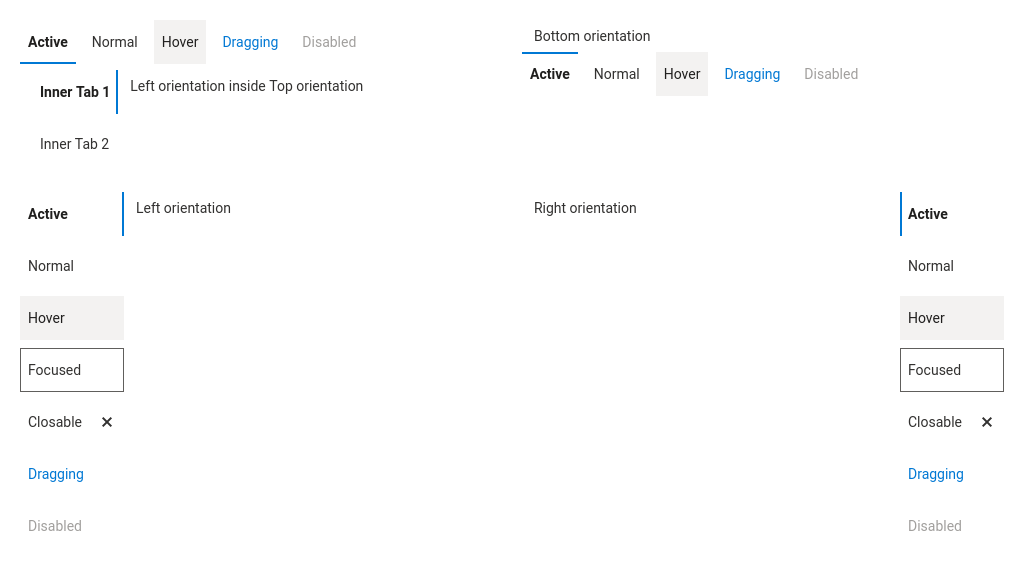 Active Normal Hover Dragging Disabled
Inner Tab 1 Left orientation inside Top orientation
Inner Tab 2
Bottom orientation
Active Normal Hover Dragging Disabled
Active Left orientation
Normal
Hover
Focused
Closable ×
Dragging
Disabled
Right orientation Active
Normal
Hover
Focused
Closable ×
Dragging
Disabled